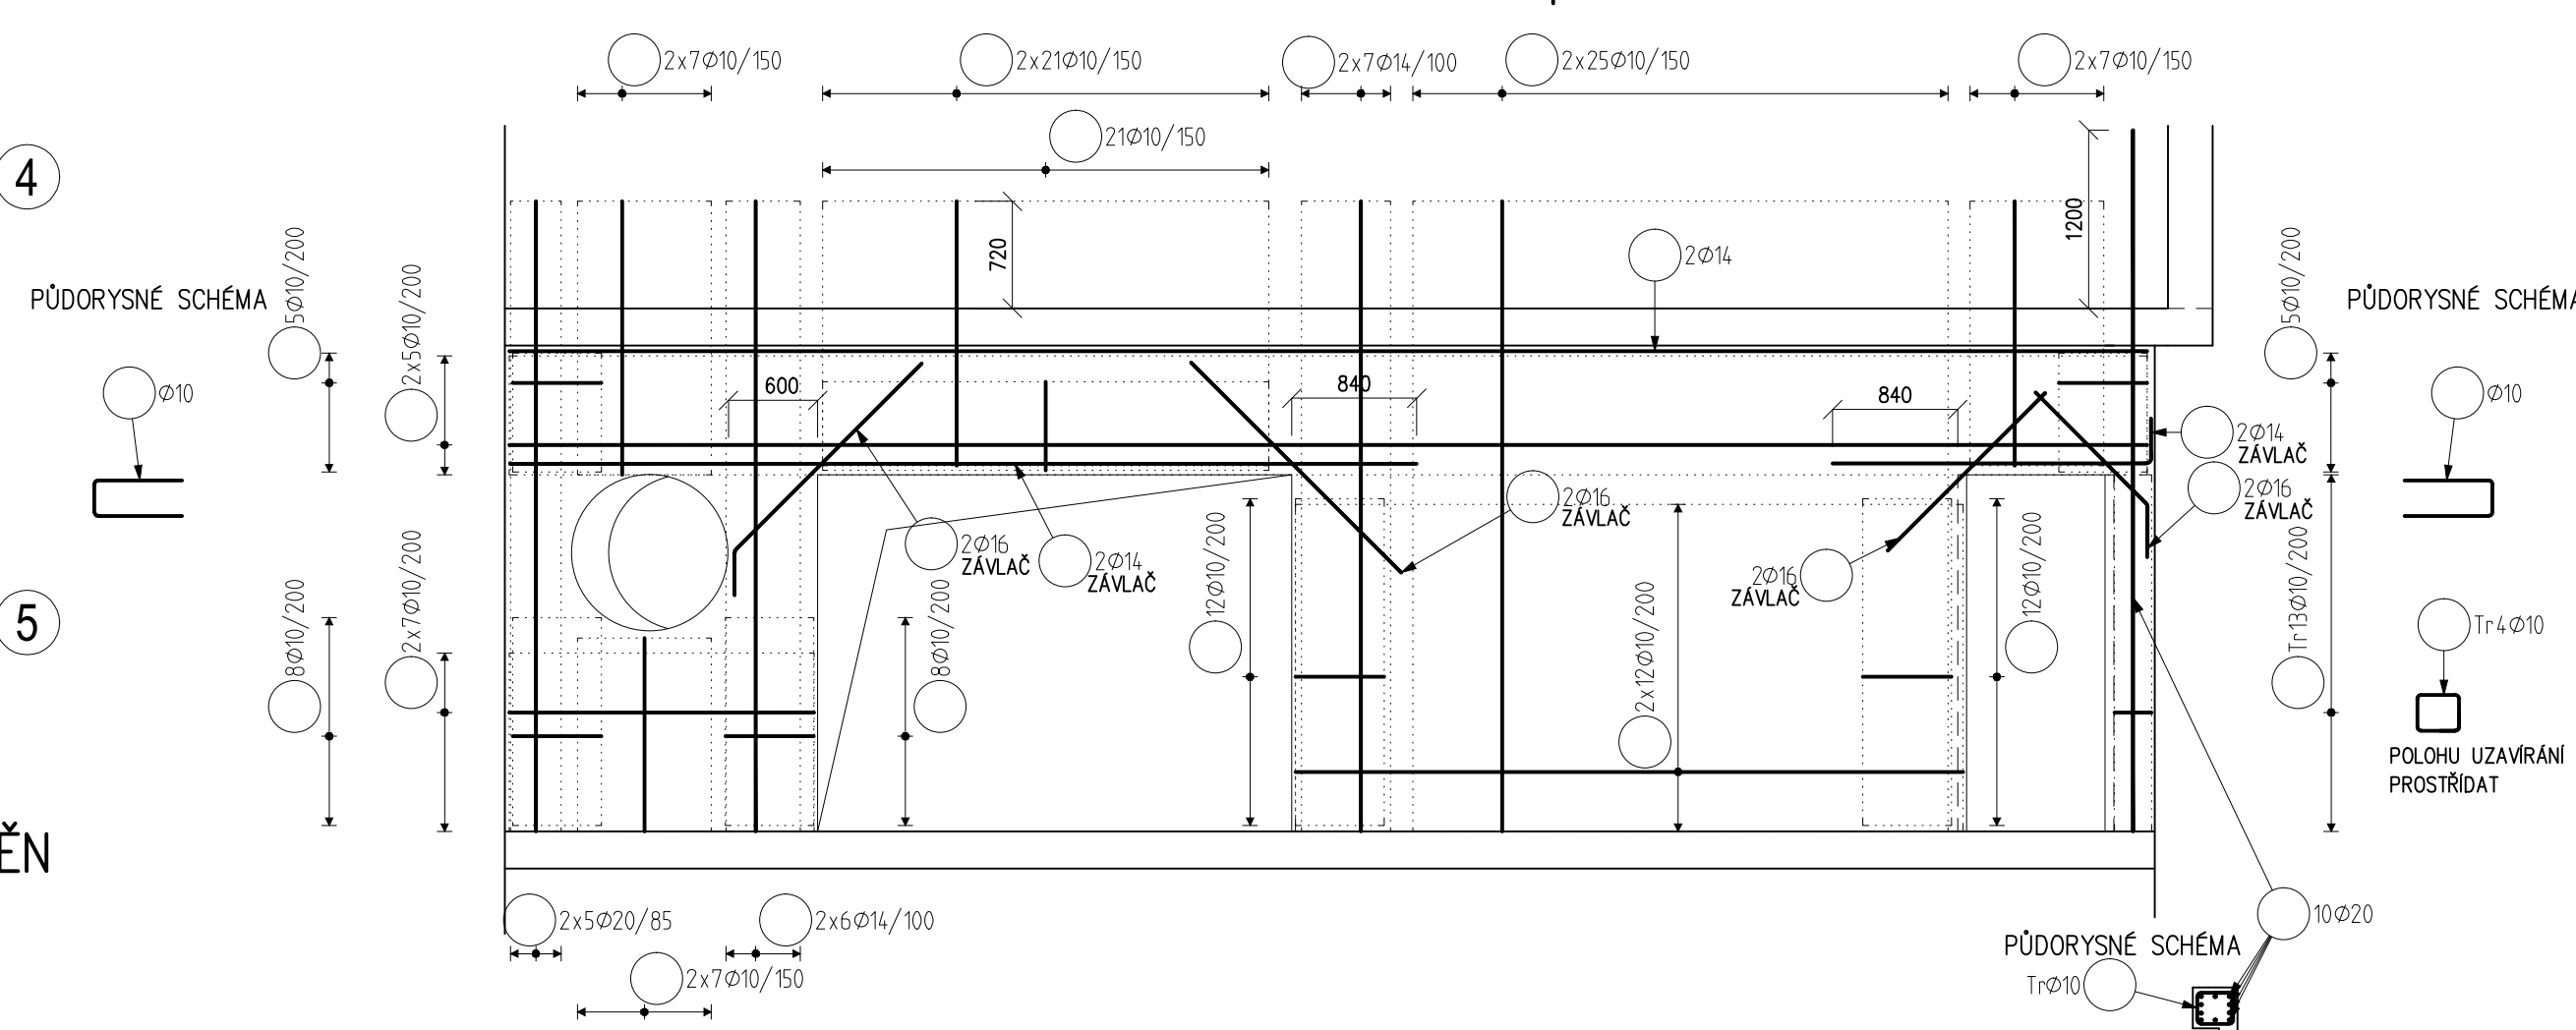 2x7Ø10/150
2x21Ø10/150
2x7Ø14/100
2x25Ø10/150
2x7Ø10/150
21Ø10/150
4
1200
720
2Ø14
5Ø10/200
2x5Ø10/200
5Ø10/200
PŮDORYSNÉ SCHÉMA
PŮDORYSNÉ SCHÉMA
Ø10
600
840
840
Ø10
2Ø14
ZÁVLAČ
2Ø16
ZÁVLAČ
2Ø16
ZÁVLAČ
2Ø16
ZÁVLAČ
2Ø14
ZÁVLAČ
2Ø16
ZÁVLAČ
5
8Ø10/200
2x7Ø10/200
8Ø10/200
12Ø10/200
2x12Ø10/200
12Ø10/200
Tr13Ø10/200
Tr4Ø10
POLOHU UZAVÍRÁNÍ
PROSTŘÍDAT
ĚN
2x5Ø20/85
2x6Ø14/100
10Ø20
PŮDORYSNÉ SCHÉMA
2x7Ø10/150
TrØ10